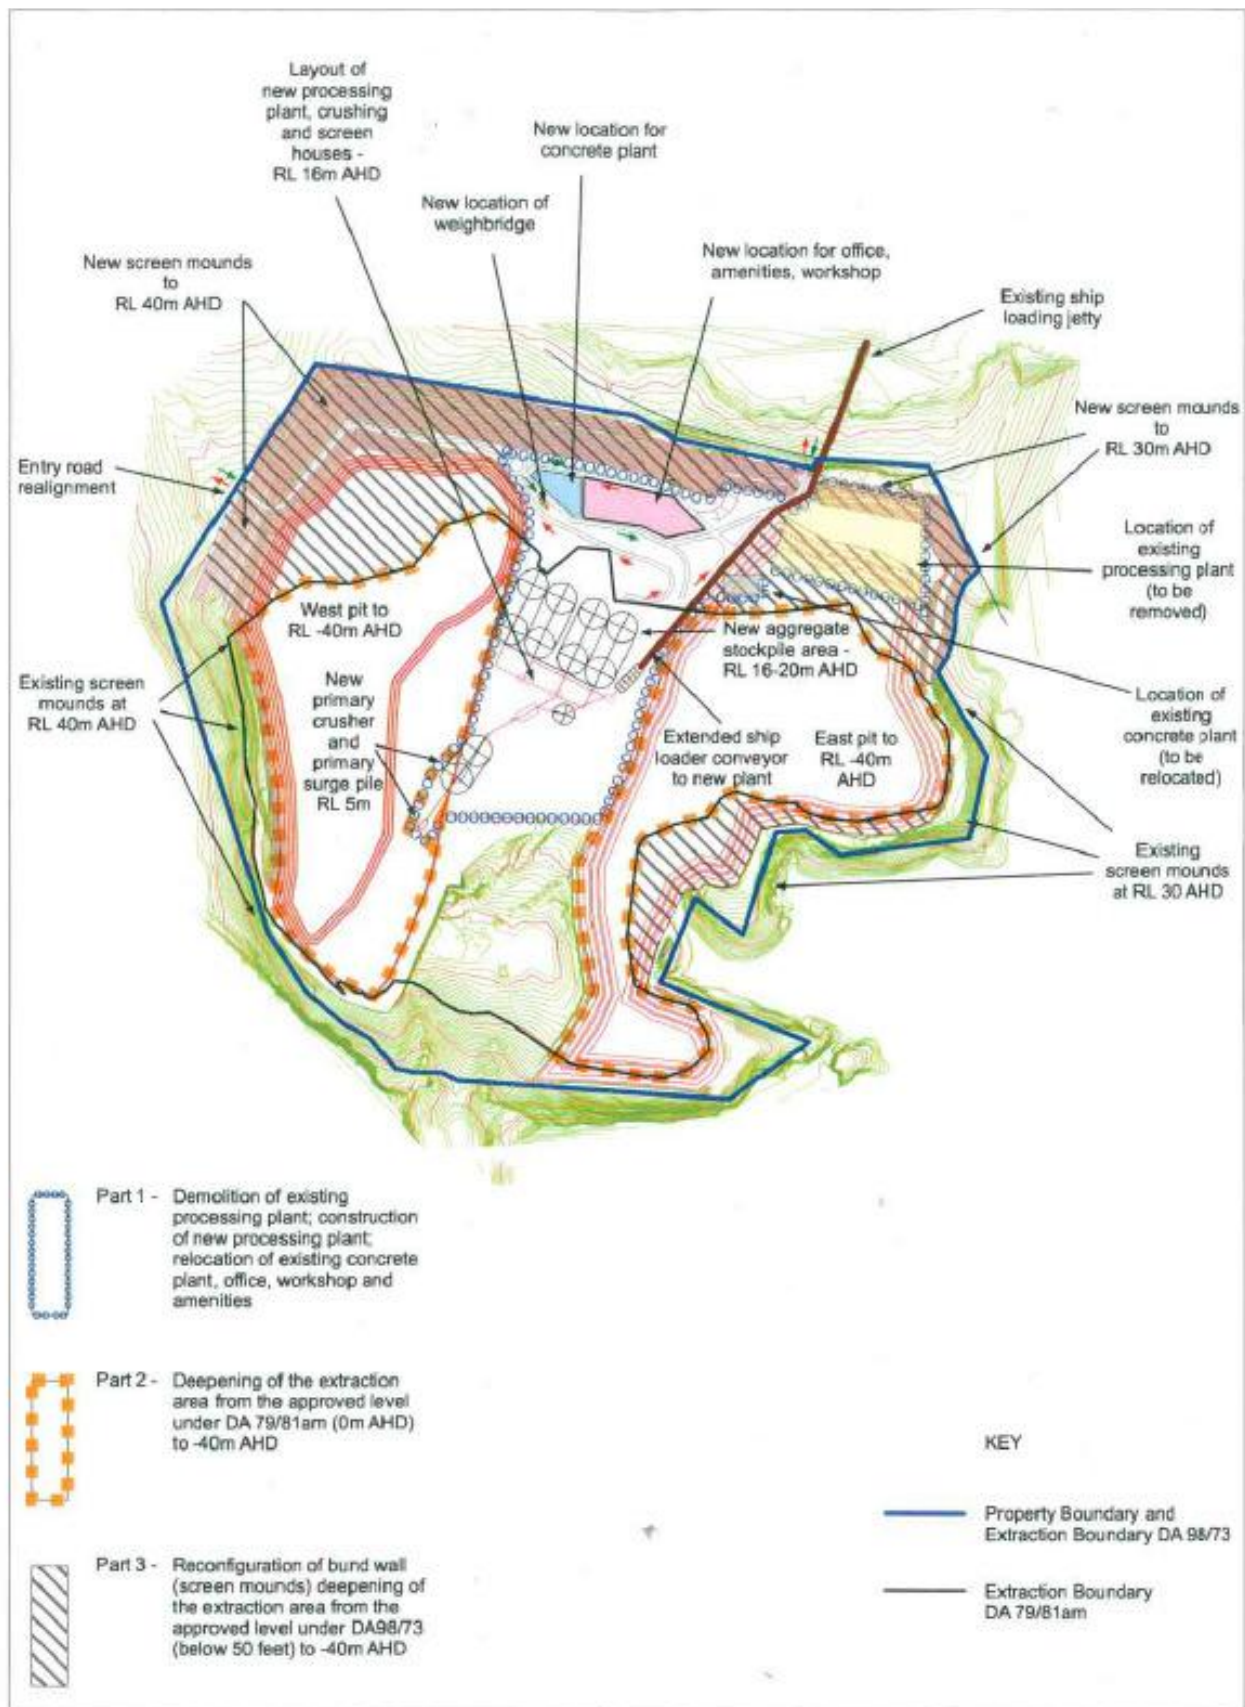 Layout of
new processing
plant, crushing
and screen
houses -
RL 16m AHD
New location for
concrete plant
New location of
weighbridge
New location for office,
amenities, workshop
New screen mounds
to
RL 40m AHD
Existing ship
loading jetty
New screen mounds
to
RL 30m AHD
Entry road
realignment
Location of
existing
processing plant
(to be
removed)
West pit to
RL -40m AHD
New aggregate
stockpile area -
RL 16-20m AHD
Existing screen
mounds at
RL 40m AHD
New
primary
crusher
and
primary
surge pile
RL 5m
Extended ship
loader conveyor
to new plant
East pit to
RL -40m
AHD
Location of
existing
concrete plant
(to be
relocated)
Existing
screen mounds
at RL 30 AHD
Part 1 - Demolition of existing
processing plant; construction
of new processing plant;
relocation of existing concrete
plant, office, workshop and
amenities
Part 2 - Deepening of the extraction
area from the approved level
under DA 79/81am (0m AHD)
to -40m AHD
Part 3 - Reconfiguration of bund wall
(screen mounds) deepening of
the extraction area from the
approved level under DA98/73
(below 50 feet) to -40m AHD
KEY
Property Boundary and
Extraction Boundary DA 98/73
Extraction Boundary
DA 79/81am